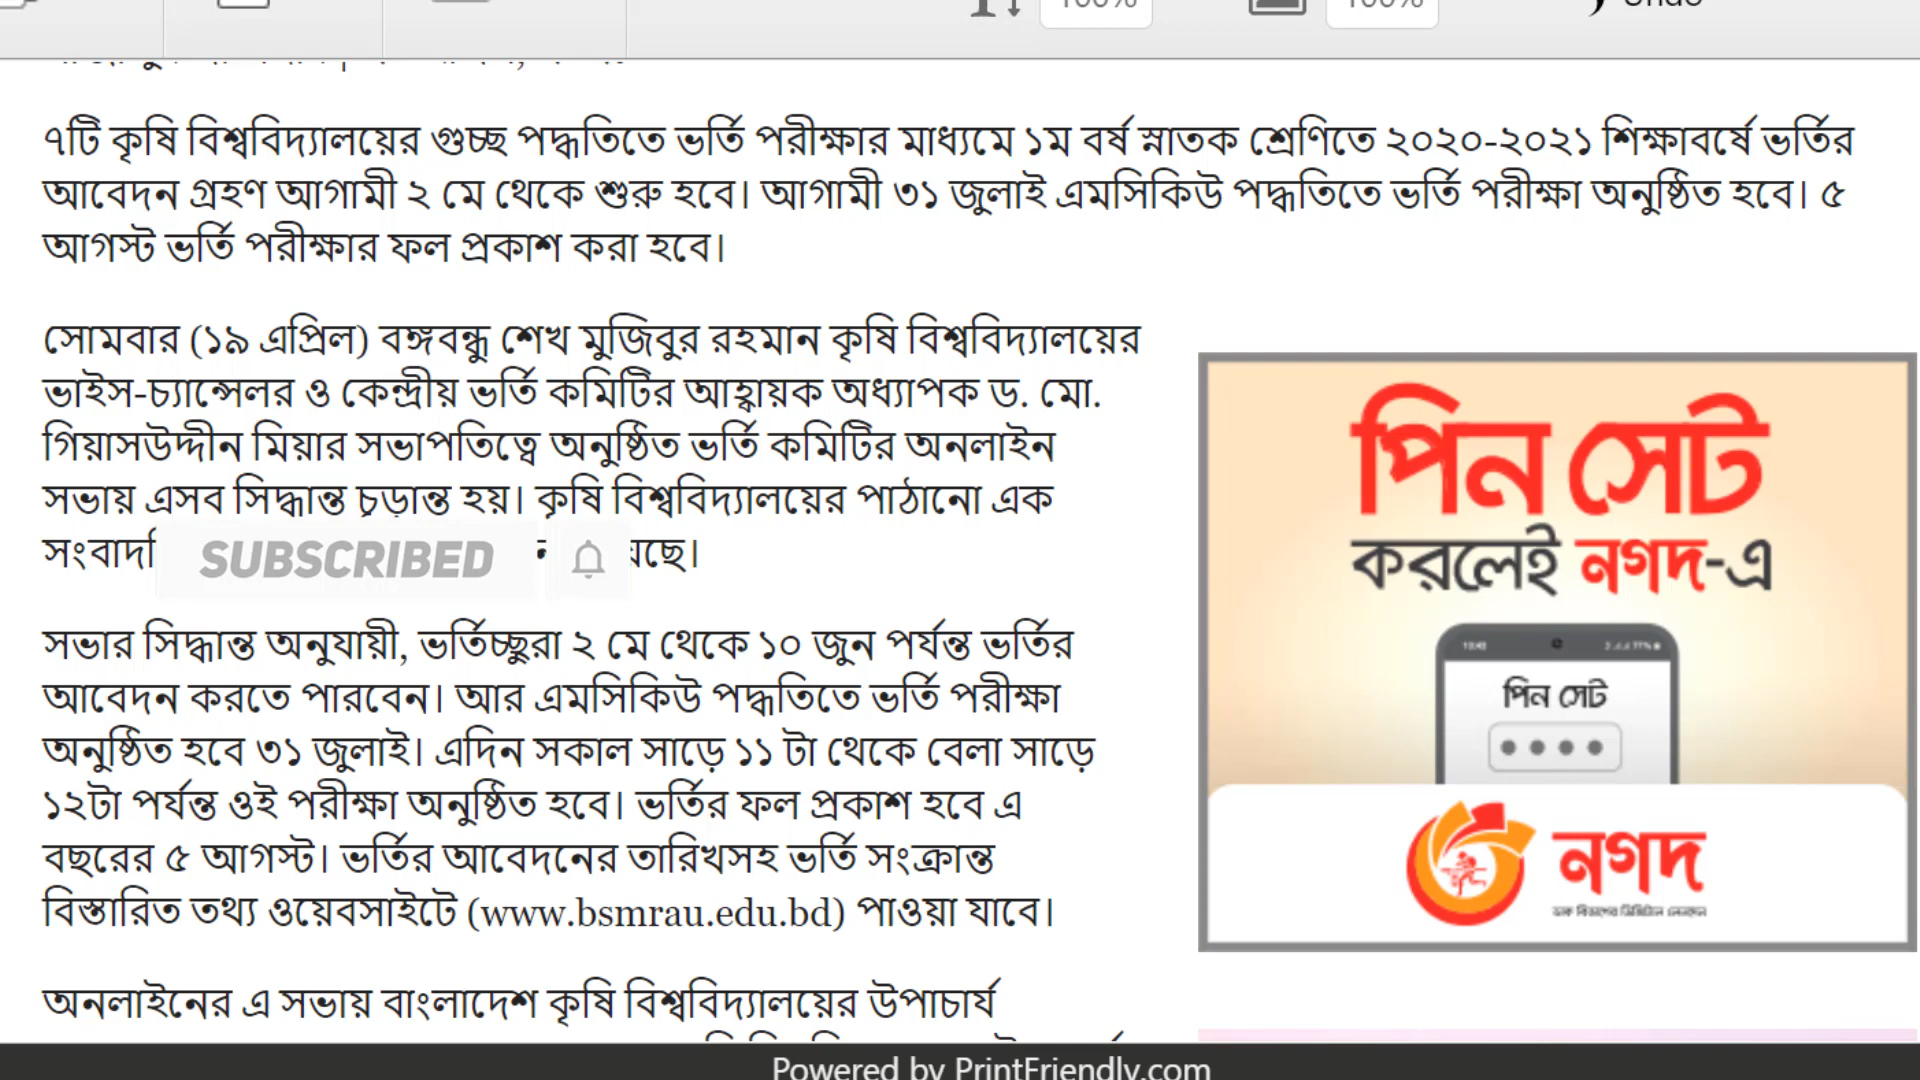 100%
100%
Undo
৭টি কৃষি বিশ্ববিদ্যালয়ের গুচ্ছ পদ্ধতিতে ভর্তি পরীক্ষার মাধ্যমে ১ম বর্ষ স্নাতক শ্রেণিতে ২০২০-২০২১ শিক্ষাবর্ষে ভর্তির
আবেদন গ্রহণ আগামী ২ মে থেকে শুরু হবে। আগামী ৩১ জুলাই এমসিকিউ পদ্ধতিতে ভর্তি পরীক্ষা অনুষ্ঠিত হবে। ৫
আগস্ট ভর্তি পরীক্ষার ফল প্রকাশ করা হবে।
সোমবার (১৯ এপ্রিল) বঙ্গবন্ধু শেখ মুজিবুর রহমান কৃষি বিশ্ববিদ্যালয়ের
ভাইস-চ্যান্সেলর ও কেন্দ্রীয় ভর্তি কমিটির আহ্বায়ক অধ্যাপক ড. মো.
গিয়াসউদ্দীন মিয়ার সভাপতিত্বে অনুষ্ঠিত ভর্তি কমিটির অনলাইন
সভায় এসব সিদ্ধান্ত চূড়ান্ত হয়। কৃষি বিশ্ববিদ্যালয়ের পাঠানো এক
SUBSCRIBED
সভার সিদ্ধান্ত অনুযায়ী, ভর্তিচ্ছুরা ২ মে থেকে ১০ জুন পর্যন্ত ভর্তির
আবেদন করতে পারবেন। আর এমসিকিউ পদ্ধতিতে ভর্তি পরীক্ষা
অনুষ্ঠিত হবে ৩১ জুলাই। এদিন সকাল সাড়ে ১১ টা থেকে বেলা সাড়ে
১২টা পর্যন্ত ওই পরীক্ষা অনুষ্ঠিত হবে। ভর্তির ফল প্রকাশ হবে এ
বছরের ৫ আগস্ট। ভর্তির আবেদনের তারিখসহ ভর্তি সংক্রান্ত
বিস্তারিত তথ্য ওয়েবসাইটে (www.bsmrau.edu.bd) পাওয়া যাবে।
অনলাইনের এ সভায় বাংলাদেশ কৃষি বিশ্ববিদ্যালয়ের উপাচার্য
পিন সেট
করলেই নগদ-এ
পিন সেট
নগদ
ডাক বিভাগের ডিজিটাল লেনদেন
Powered by PrintFriendly.com